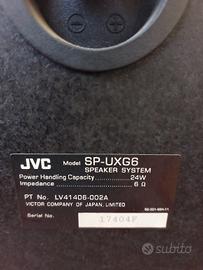 JVC Model SP-UXG6
SPEAKER SYSTEM
Power Handling Capacity 24W
Impedance 6 Ω
PT No. LV41406-002A
VICTOR COMPANY OF JAPAN, LIMITED
Serial No. 17404F
subito